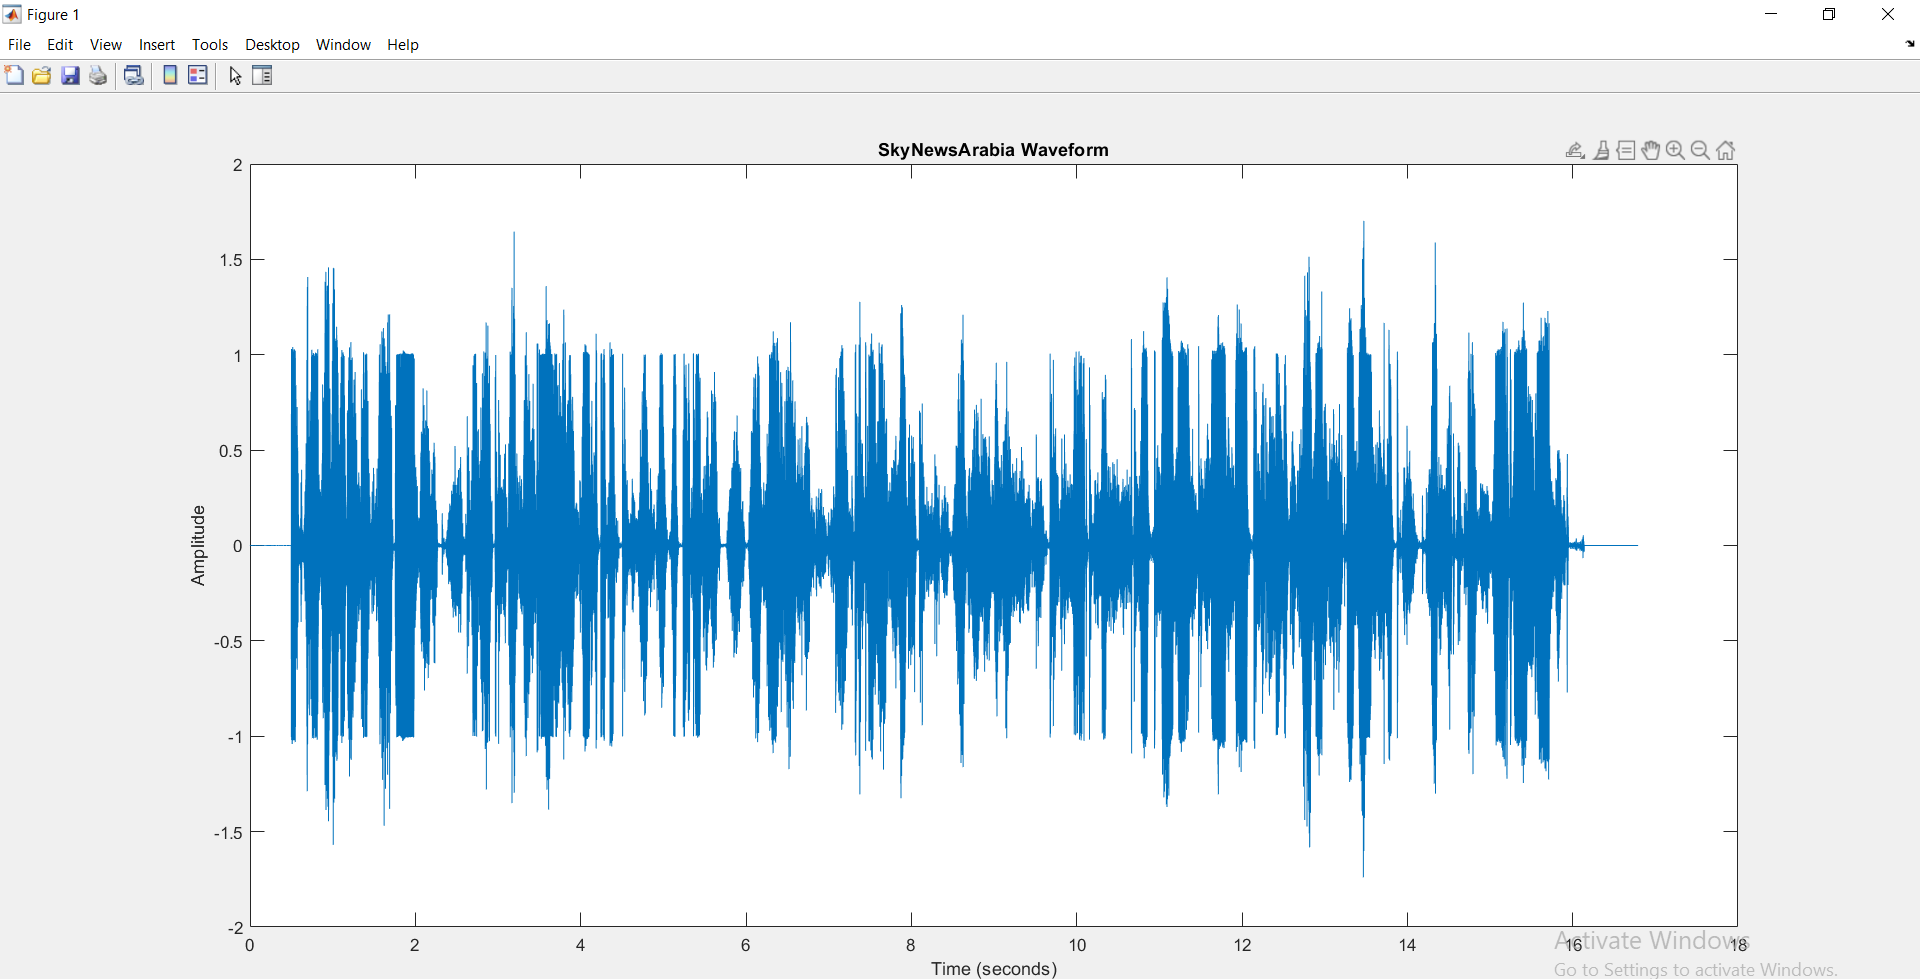 Figure 1
File Edit View Insert Tools Desktop Window Help
SkyNewsArabia Waveform
2
1.5
1
0.5
0
-0.5
-1
-1.5
-2
Amplitude
0 2 4 6 8 10 12 14 16 18
Time (seconds)
Activate Windows
Go to Settings to activate Windows.